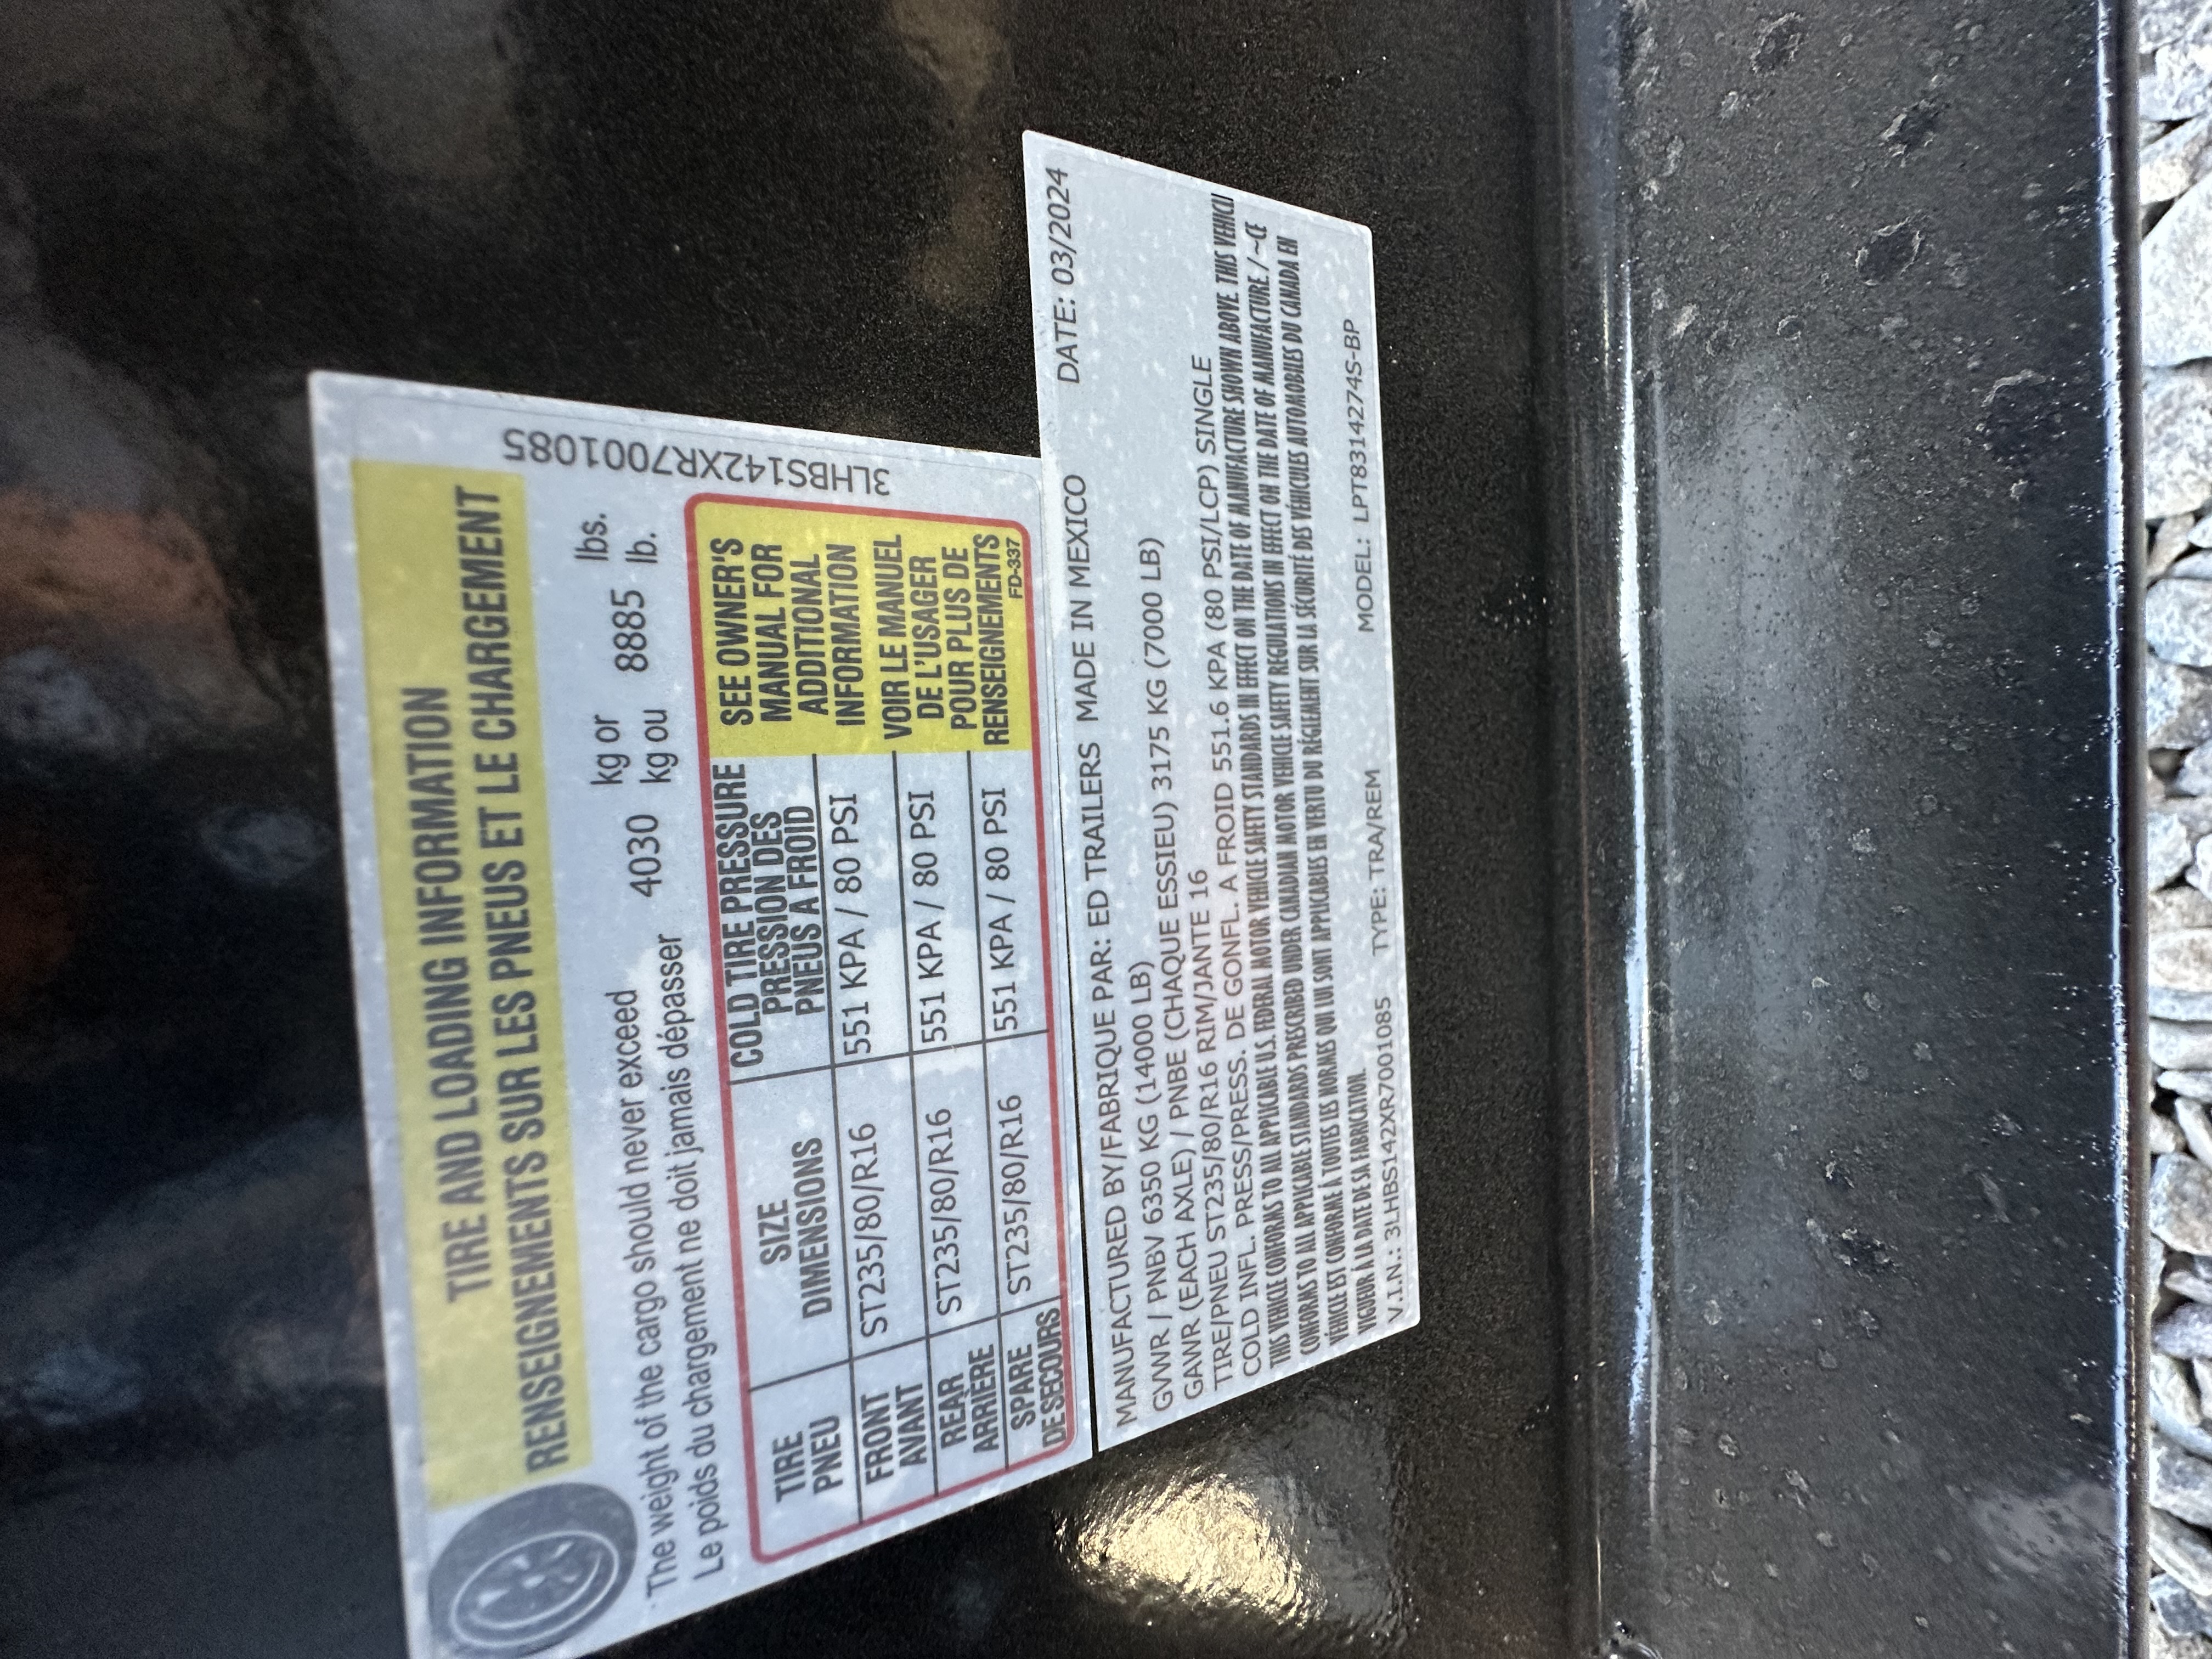 TIRE AND LOADING INFORMATION
RENSEIGNEMENTS SUR LES PNEUS ET LE CHARGEMENT
The weight of the cargo should never exceed kg or lbs.
4030 8885
Le poids du chargement ne doit jamais dépasser kg ou lb.
TIRE SIZE COLD TIRE PRESSURE
PNEU DIMENSIONS PRESSION DES
PNEUS A FROID
FRONT
AVANT ST235/80/R16 551 KPA / 80 PSI
REAR
ARRIÈRE ST235/80/R16 551 KPA / 80 PSI
SPARE
DE SECOURS ST235/80/R16 551 KPA / 80 PSI
SEE OWNER'S
MANUAL FOR
ADDITIONAL
INFORMATION
VOIR LE MANUEL
DE L'USAGER
POUR PLUS DE
RENSEIGNEMENTS
FD-337
3LHBS142XR7001085
MANUFACTURED BY/FABRIQUE PAR: ED TRAILERS MADE IN MEXICO DATE: 03/2024
GVWR / PNBV 6350 KG (14000 LB)
GAWR (EACH AXLE) / PNBE (CHAQUE ESSIEU) 3175 KG (7000 LB)
TIRE/PNEU ST235/80/R16 RIM/JANTE 16
COLD INFL. PRESS/PRESS. DE GONFL. A FROID 551.6 KPA (80 PSI/LCP) SINGLE
THIS VEHICLE CONFORMS TO ALL APPLICABLE U.S. FEDERAL MOTOR VEHICLE SAFETY STANDARDS IN EFFECT ON THE DATE OF MANUFACTURE SHOWN ABOVE THIS VEHICU
CONFORMS TO ALL APPLICABLE STANDARDS PRESCRIBED UNDER CANADIAN MOTOR VEHICLE SAFETY REGULATIONS IN EFFECT ON THE DATE OF MANUFACTURE / ~CE
VÉHICLE EST CONFORME À TOUTES IES NORMES QU LUI SONT APPLICABLES EN VERTU DU RÉGLEMENT SUR LA SÉCURITÉ DES VÉHICULES AUTOMOBILES DU CANADA EN
VIGUEUR A LA DATE DE SA FABRICATION.
V.I.N.: 3LHBS142XR7001085 TYPE: TRA/REM MODEL: LPT8314274S-BP